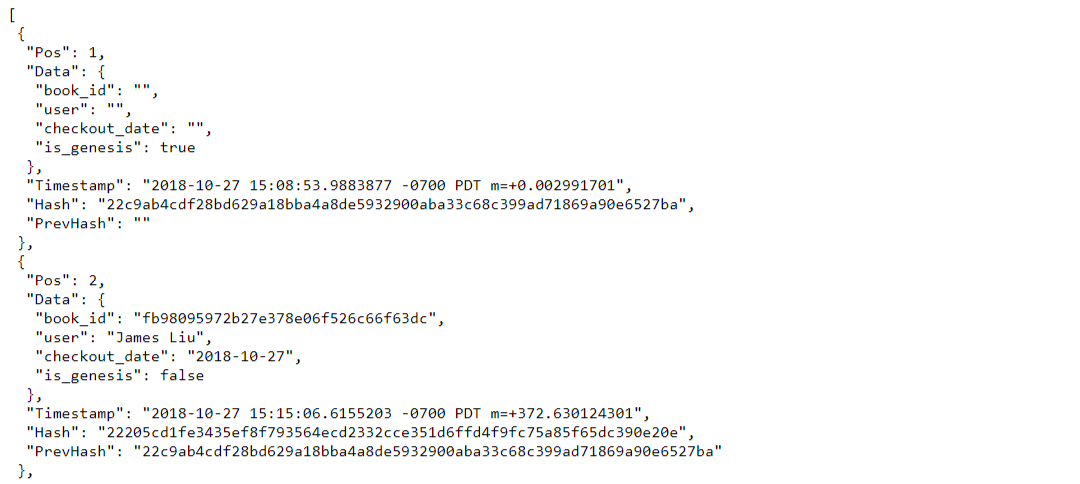 [
 {
  "Pos": 1,
  "Data": {
   "book_id": "",
   "user": "",
   "checkout_date": "",
   "is_genesis": true
  },
  "Timestamp": "2018-10-27 15:08:53.9883877 -0700 PDT m=+0.002991701",
  "Hash": "22c9ab4cdf28bd629a18bba4a8de5932900aba33c68c399ad71869a90e6527ba",
  "PrevHash": ""
 },
 {
  "Pos": 2,
  "Data": {
   "book_id": "fb98095972b27e378e06f526c66f63dc",
   "user": "James Liu",
   "checkout_date": "2018-10-27",
   "is_genesis": false
  },
  "Timestamp": "2018-10-27 15:15:06.6155203 -0700 PDT m=+372.630124301",
  "Hash": "22205cd1fe3435ef8f793564ecd2332cce351d6ffd4f9fc75a85f65dc390e20e",
  "PrevHash": "22c9ab4cdf28bd629a18bba4a8de5932900aba33c68c399ad71869a90e6527ba"
 },